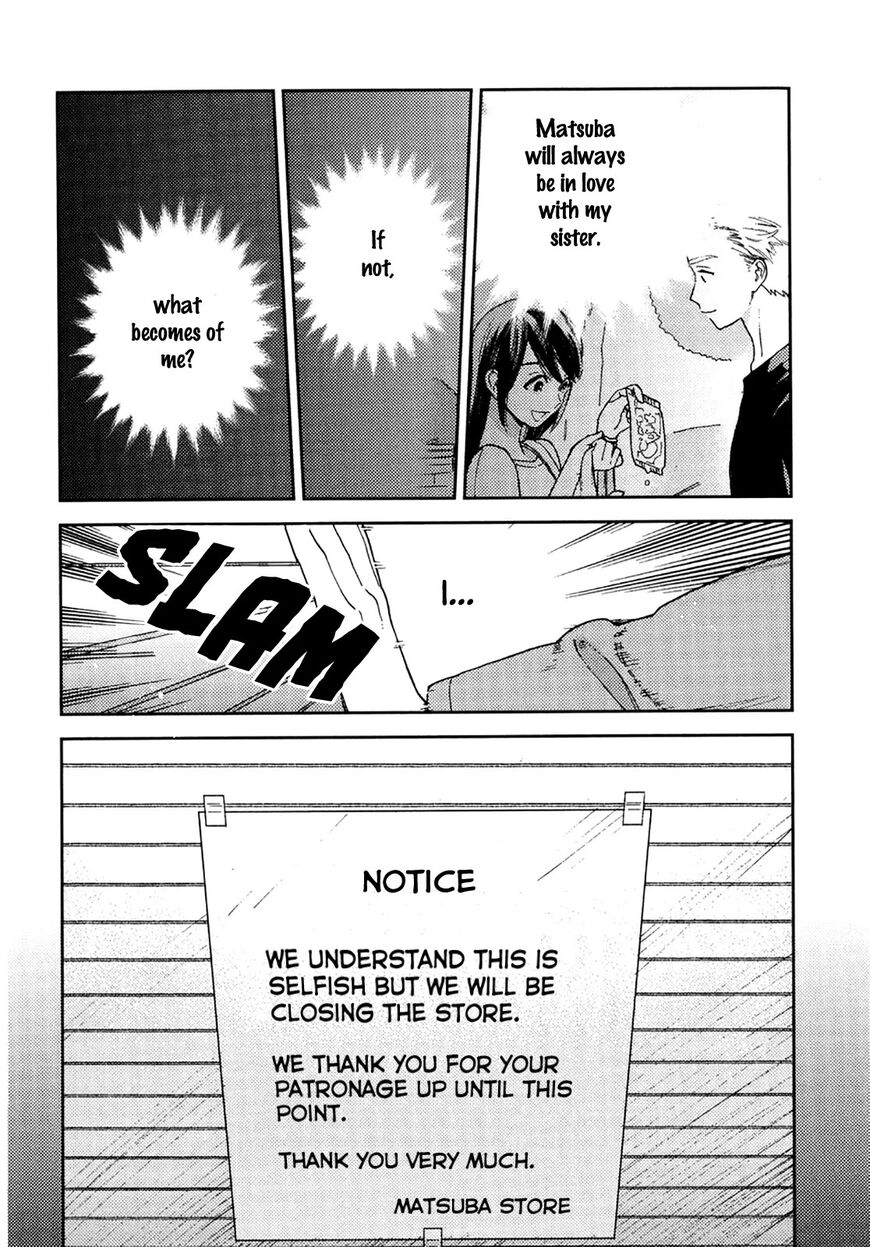 Matsuba
will always
be in love
with my
sister.
If
not,
what
becomes of
me?
I...
SLAM
NOTICE
WE UNDERSTAND THIS IS
SELFISH BUT WE WILL BE
CLOSING THE STORE.
WE THANK YOU FOR YOUR
PATRONAGE UP UNTIL THIS
POINT.
THANK YOU VERY MUCH.
MATSUBA STORE